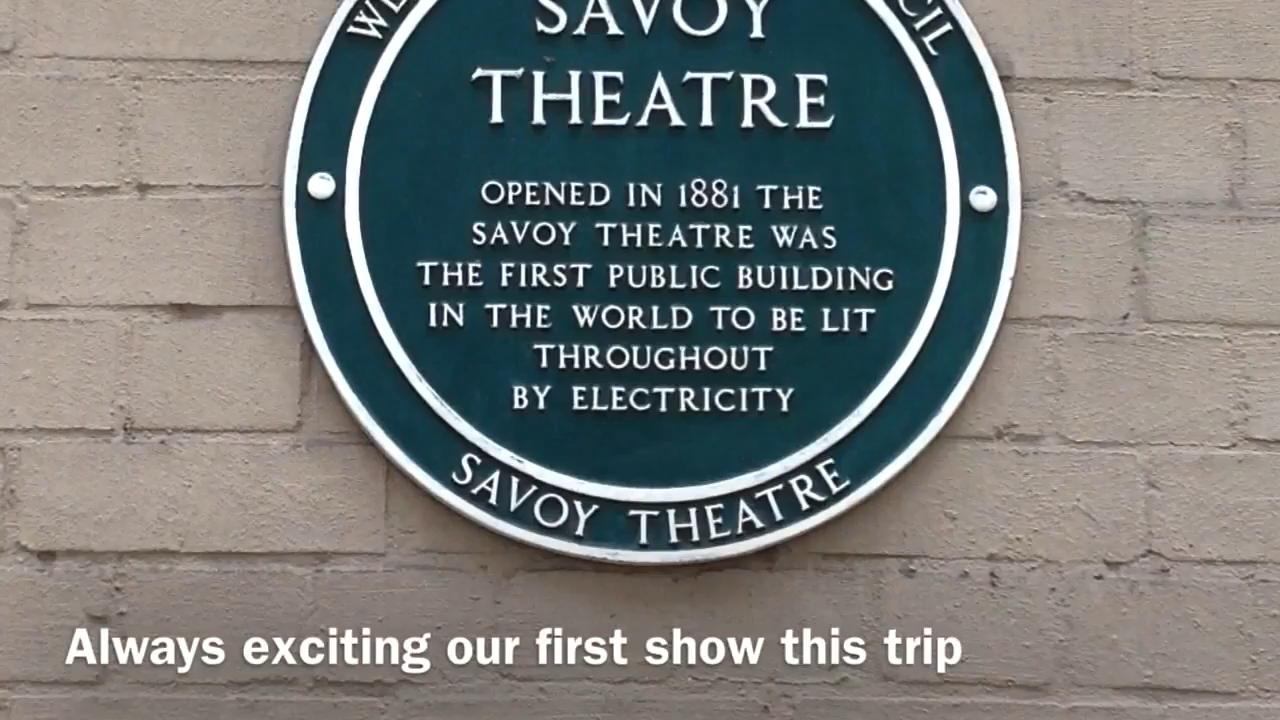 SAVOY
THEATRE
OPENED IN 1881 THE
SAVOY THEATRE WAS
THE FIRST PUBLIC BUILDING
IN THE WORLD TO BE LIT
THROUGHOUT
BY ELECTRICITY
SAVOY THEATRE
Always exciting our first show this trip